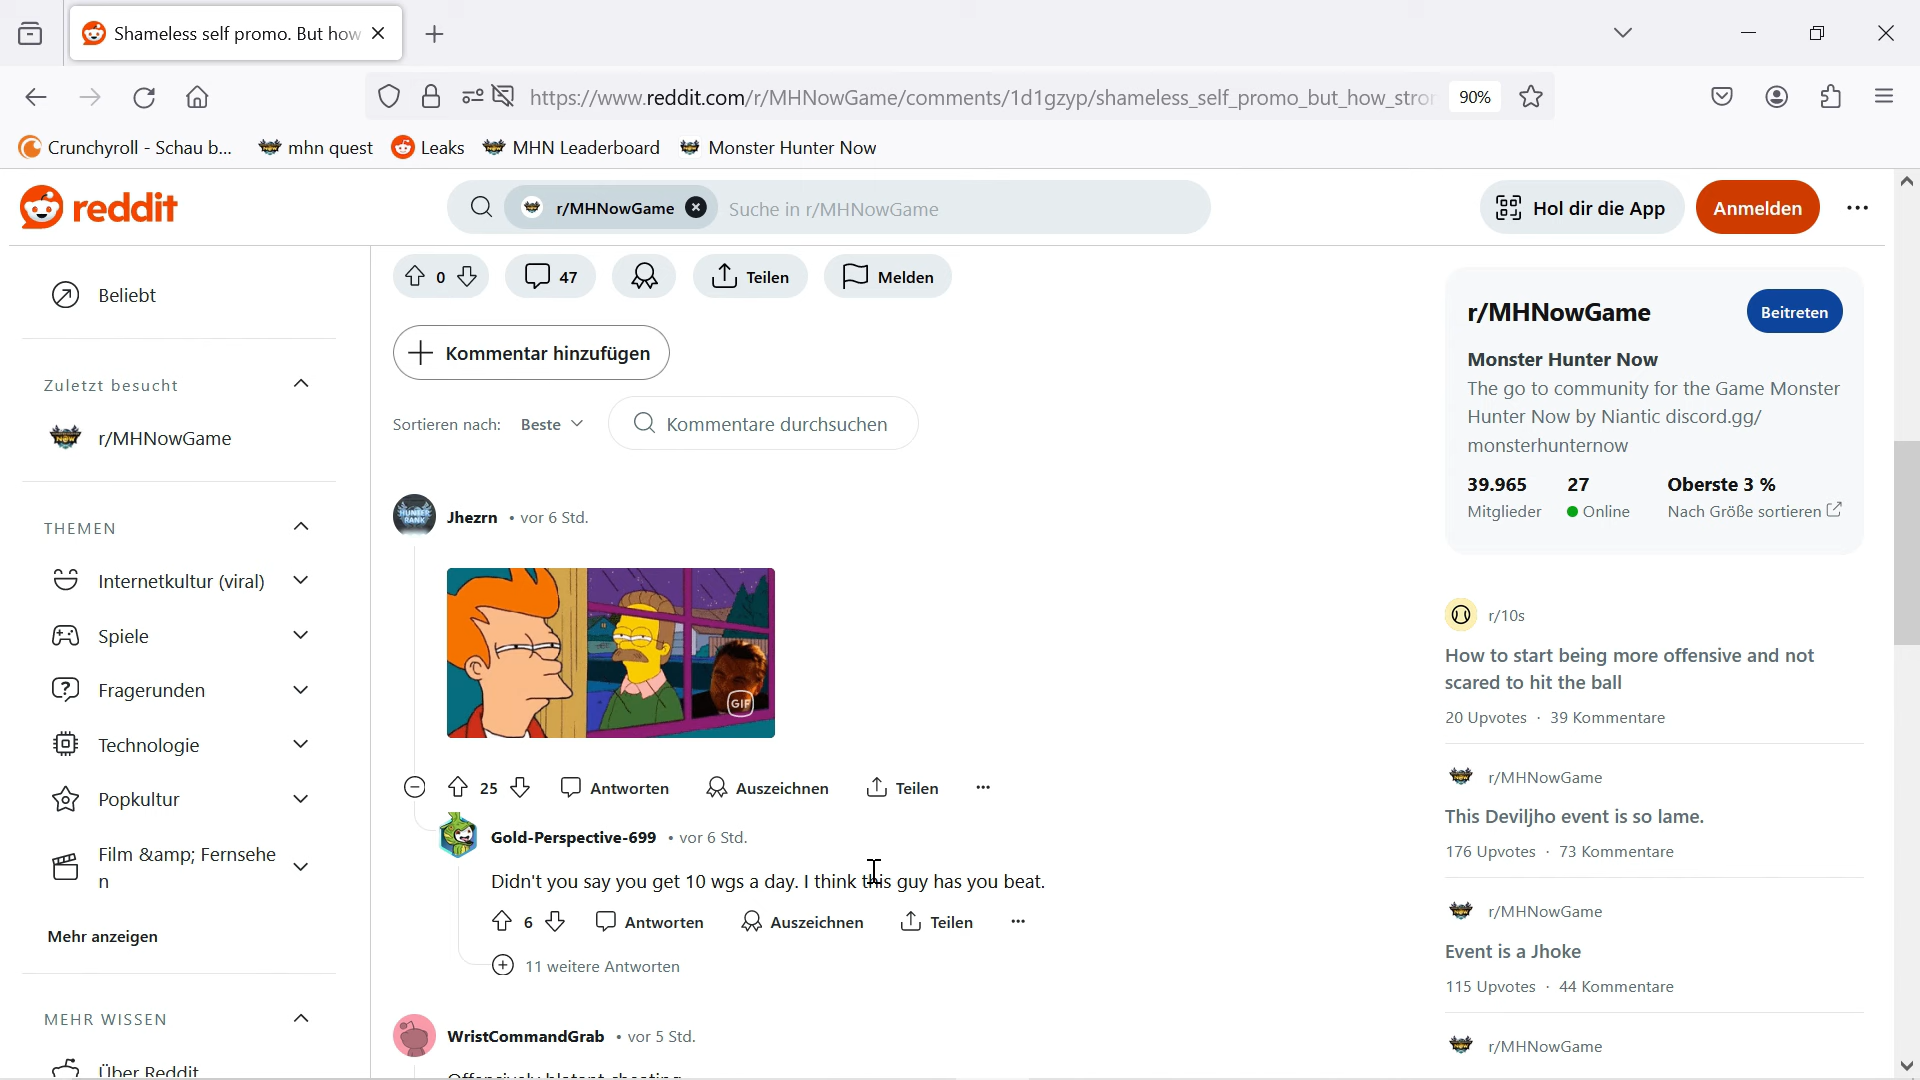 Shameless self promo. But how
https://www.reddit.com/r/MHNowGame/comments/1d1gzyp/shameless_self_promo_but_how_stror
90%
Crunchyroll - Schau b...
mhn quest
Leaks
MHN Leaderboard
Monster Hunter Now
reddit
r/MHNowGame
Suche in r/MHNowGame
Hol dir die App
Anmelden
Beliebt
Zuletzt besucht
r/MHNowGame
THEMEN
Internetkultur (viral)
Spiele
Fragerunden
Technologie
Popkultur
Film &amp; Fernsehe
n
Mehr anzeigen
MEHR WISSEN
Über Reddit
0
47
Teilen
Melden
Kommentar hinzufügen
Sortieren nach: Beste
Kommentare durchsuchen
HUNTER
RANK
Jhezrn • vor 6 Std.
GIF
25
Antworten
Auszeichnen
Teilen
Gold-Perspective-699 • vor 6 Std.
Didn't you say you get 10 wgs a day. I think this guy has you beat.
6
Antworten
Auszeichnen
Teilen
11 weitere Antworten
WristCommandGrab • vor 5 Std.
Offensively blatant cheating
r/MHNowGame
Beitreten
Monster Hunter Now
The go to community for the Game Monster
Hunter Now by Niantic discord.gg/
monsterhunternow
39.965
Mitglieder
27
Online
Oberste 3 %
Nach Größe sortieren
r/10s
How to start being more offensive and not
scared to hit the ball
20 Upvotes · 39 Kommentare
r/MHNowGame
This Deviljho event is so lame.
176 Upvotes · 73 Kommentare
r/MHNowGame
Event is a Jhoke
115 Upvotes · 44 Kommentare
r/MHNowGame